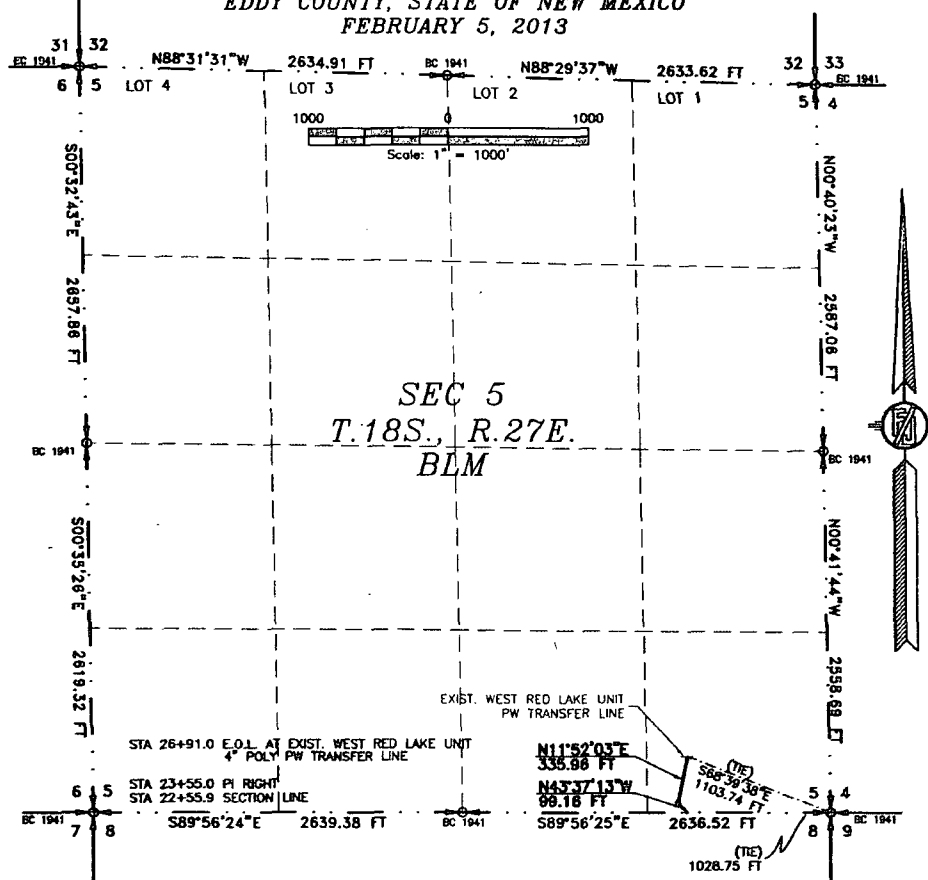 EDDY COUNTY, STATE OF NEW MEXICO
FEBRUARY 5, 2013
31 32
32 33
BC 1941
N88°31'31"W 2634.91 FT
BC 1941
N88°29'37"W 2633.62 FT
BC 1941
6 5
LOT 4
LOT 3
LOT 2
LOT 1
5 4
1000 0 1000
Scale: 1" = 1000'
S00°32'43"E 2657.86 FT
N00°40'23"W 2587.06 FT
SEC 5
T.18S., R.27E.
BLM
BC 1941
BC 1941
S00°35'26"E 2619.32 FT
N00°41'44"W 2558.69 FT
EXIST. WEST RED LAKE UNIT
PW TRANSFER LINE
STA 26+91.0 E.O.L. AT EXIST. WEST RED LAKE UNIT
4" POLY PW TRANSFER LINE
STA 23+55.0 PI RIGHT
STA 22+55.9 SECTION LINE
N11°52'03"E
335.96 FT
N43°37'13"W
99.16 FT
(TIE)
S68°39'38"E
1103.74 FT
6 5
5 4
BC 1941
7 8
S89°56'24"E 2639.38 FT
BC 1941
S89°56'25"E 2636.52 FT
8 9
BC 1941
(TIE)
1028.75 FT